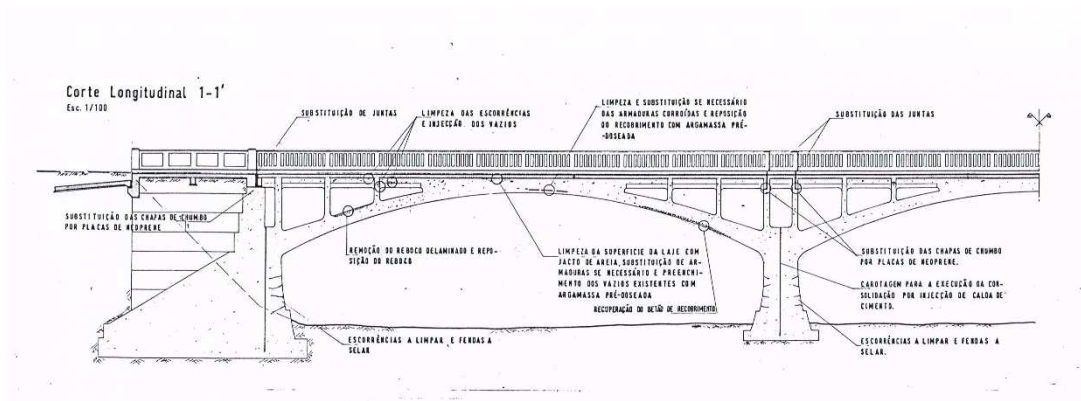 Corte Longitudinal 1-1'
Esc. 1/100
SUBSTITUIÇÃO DE JUNTAS
LIMPEZA DAS ESCORRÊNCIAS
E INJECÇÃO DOS VAZIOS
LIMPEZA E SUBSTITUIÇÃO SE NECESSÁRIO
DAS ARMADURAS CORROÍDAS E REPOSIÇÃO
DO RECOBRIMENTO COM ARGAMASSA PRÉ-
-DOSEADA
SUBSTITUIÇÃO DAS JUNTAS
SUBSTITUIÇÃO DAS CHAPAS DE CHUMBO
POR PLACAS DE NEOPRENE
REMOÇÃO DO REBOCO DELAMINADO E REPO-
SIÇÃO DO REBOCO
LIMPEZA DA SUPERFICIE DA LAJE COM
JACTO DE AREIA, SUBSTITUIÇÃO DE AR-
MADURAS SE NECESSÁRIO E PREENCHI-
MENTO DOS VAZIOS EXISTENTES COM
ARGAMASSA PRÉ-DOSEADA
RECUPERAÇÃO DO BETÃO DE RECOBRIMENTO
SUBSTITUIÇÃO DAS CHAPAS DE CHUMBO
POR PLACAS DE NEOPRENE.
CAROTAGEM PARA A EXECUÇÃO DA CON-
SOLIDAÇÃO POR INJECÇÃO DE CALDA DE
CIMENTO.
ESCORRÊNCIAS A LIMPAR E FENDAS A
SELAR
ESCORRÊNCIAS A LIMPAR E FENDAS A
SELAR.